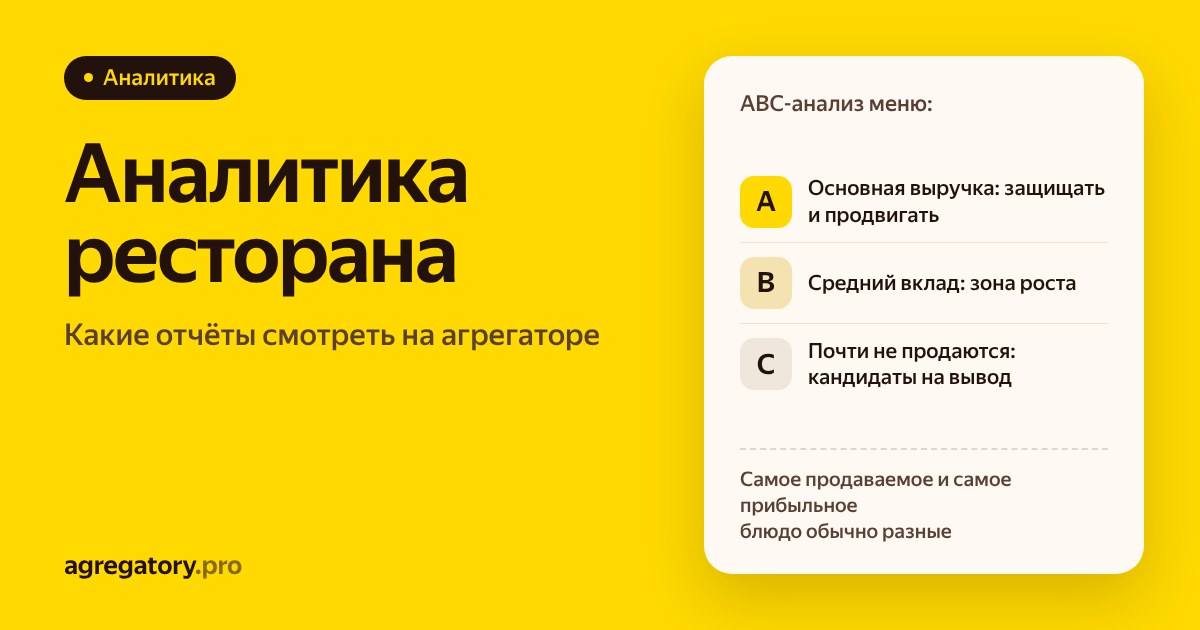 Аналитика
Аналитика
ресторана
Какие отчёты смотреть на агрегаторе
agregatory.pro
ABC-анализ меню:
A
Основная выручка: защищать
и продвигать
B
Средний вклад: зона роста
C
Почти не продаются:
кандидаты на вывод
Самое продаваемое и самое
прибыльное
блюдо обычно разные